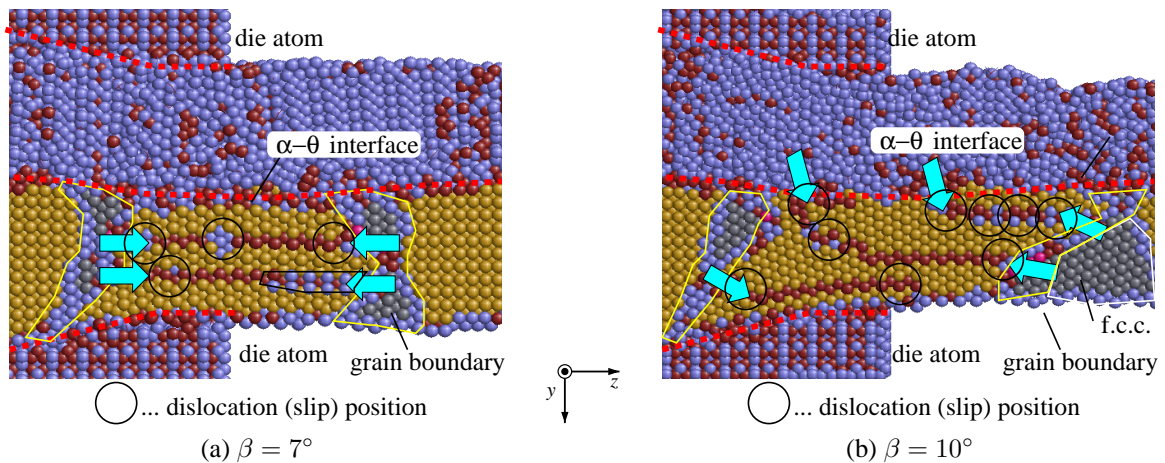 die atom
α−θ interface
die atom
grain boundary
... dislocation (slip) position
(a) β = 7°
y
z
die atom
α−θ interface
f.c.c.
die atom
grain boundary
... dislocation (slip) position
(b) β = 10°